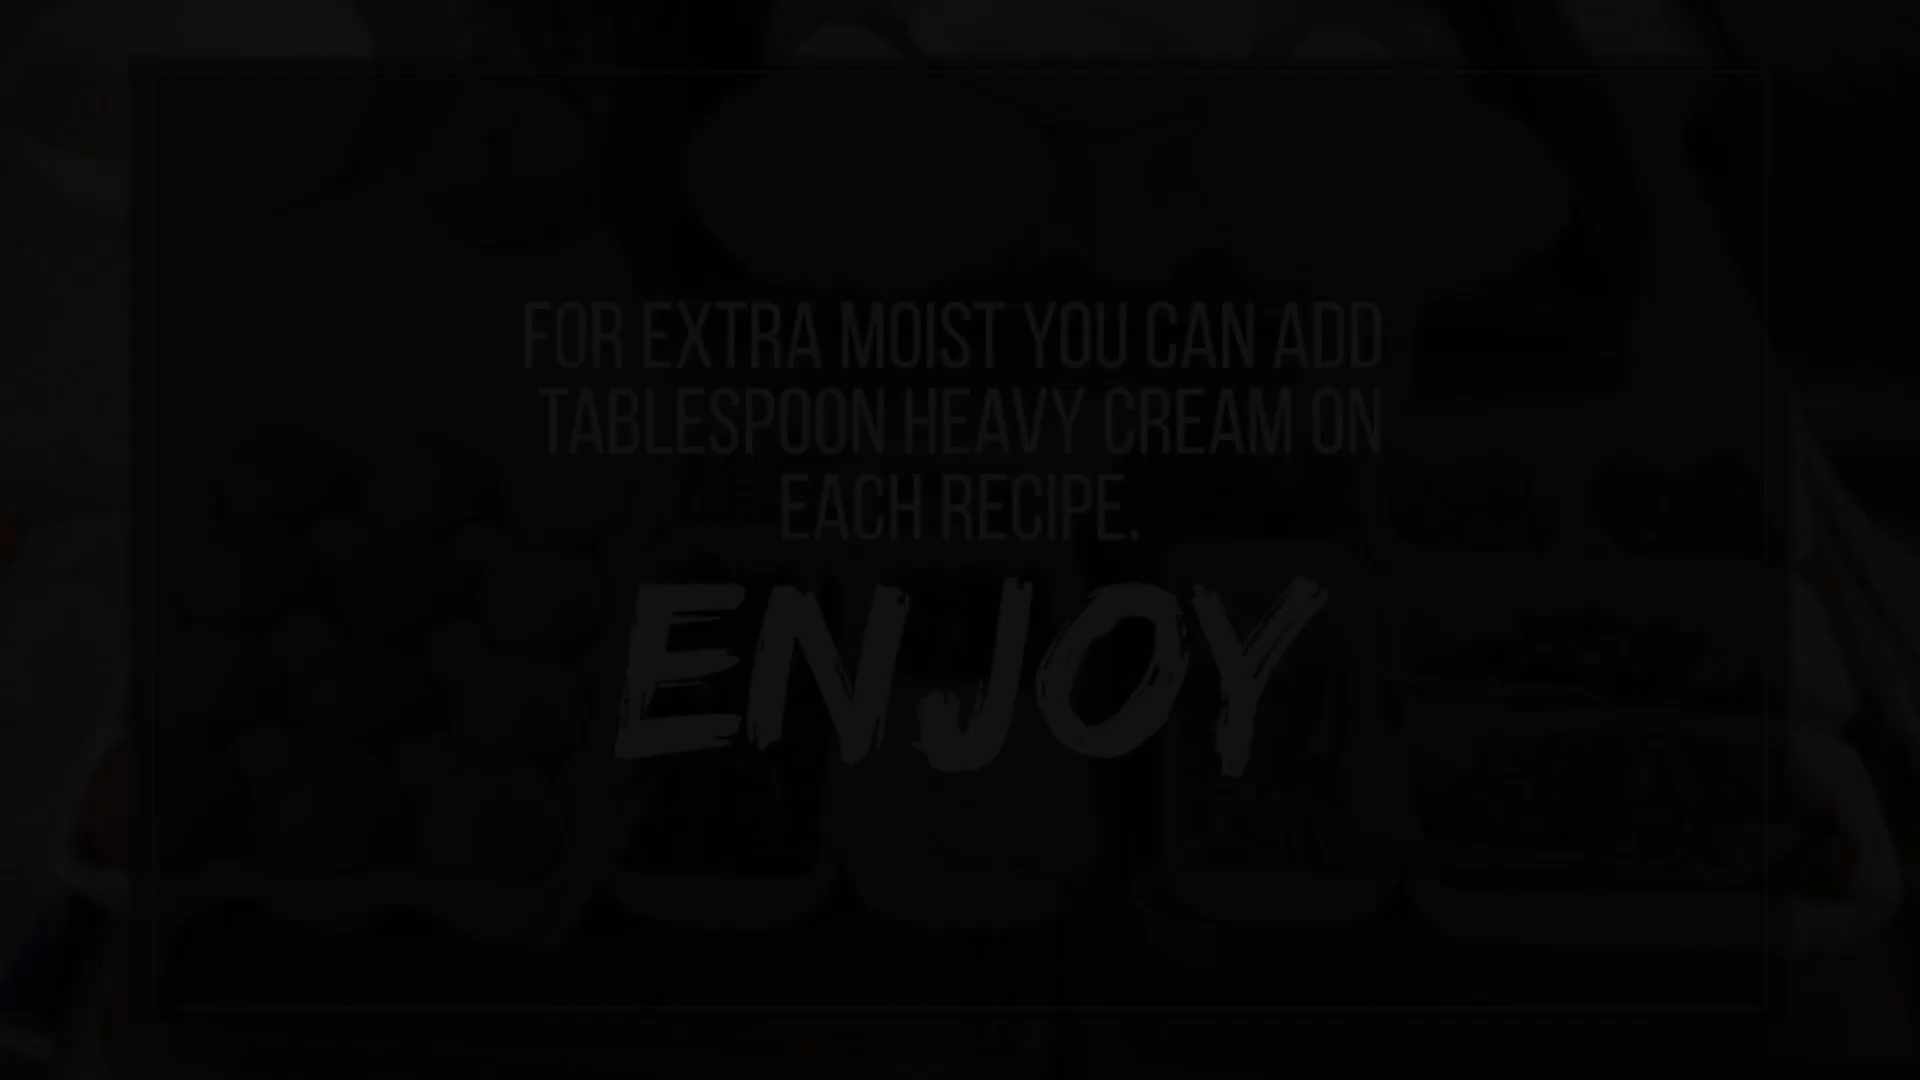 FOR EXTRA MOIST YOU CAN ADD
TABLESPOON HEAVY CREAM ON
EACH RECIPE.
ENJOY